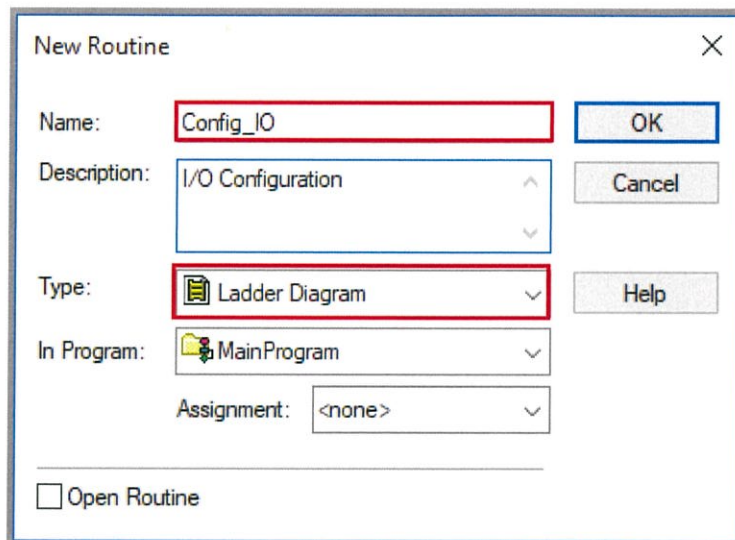 New Routine
Name: Config_IO OK
Description: I/O Configuration Cancel
Type: Ladder Diagram Help
In Program: MainProgram
Assignment: <none>
Open Routine